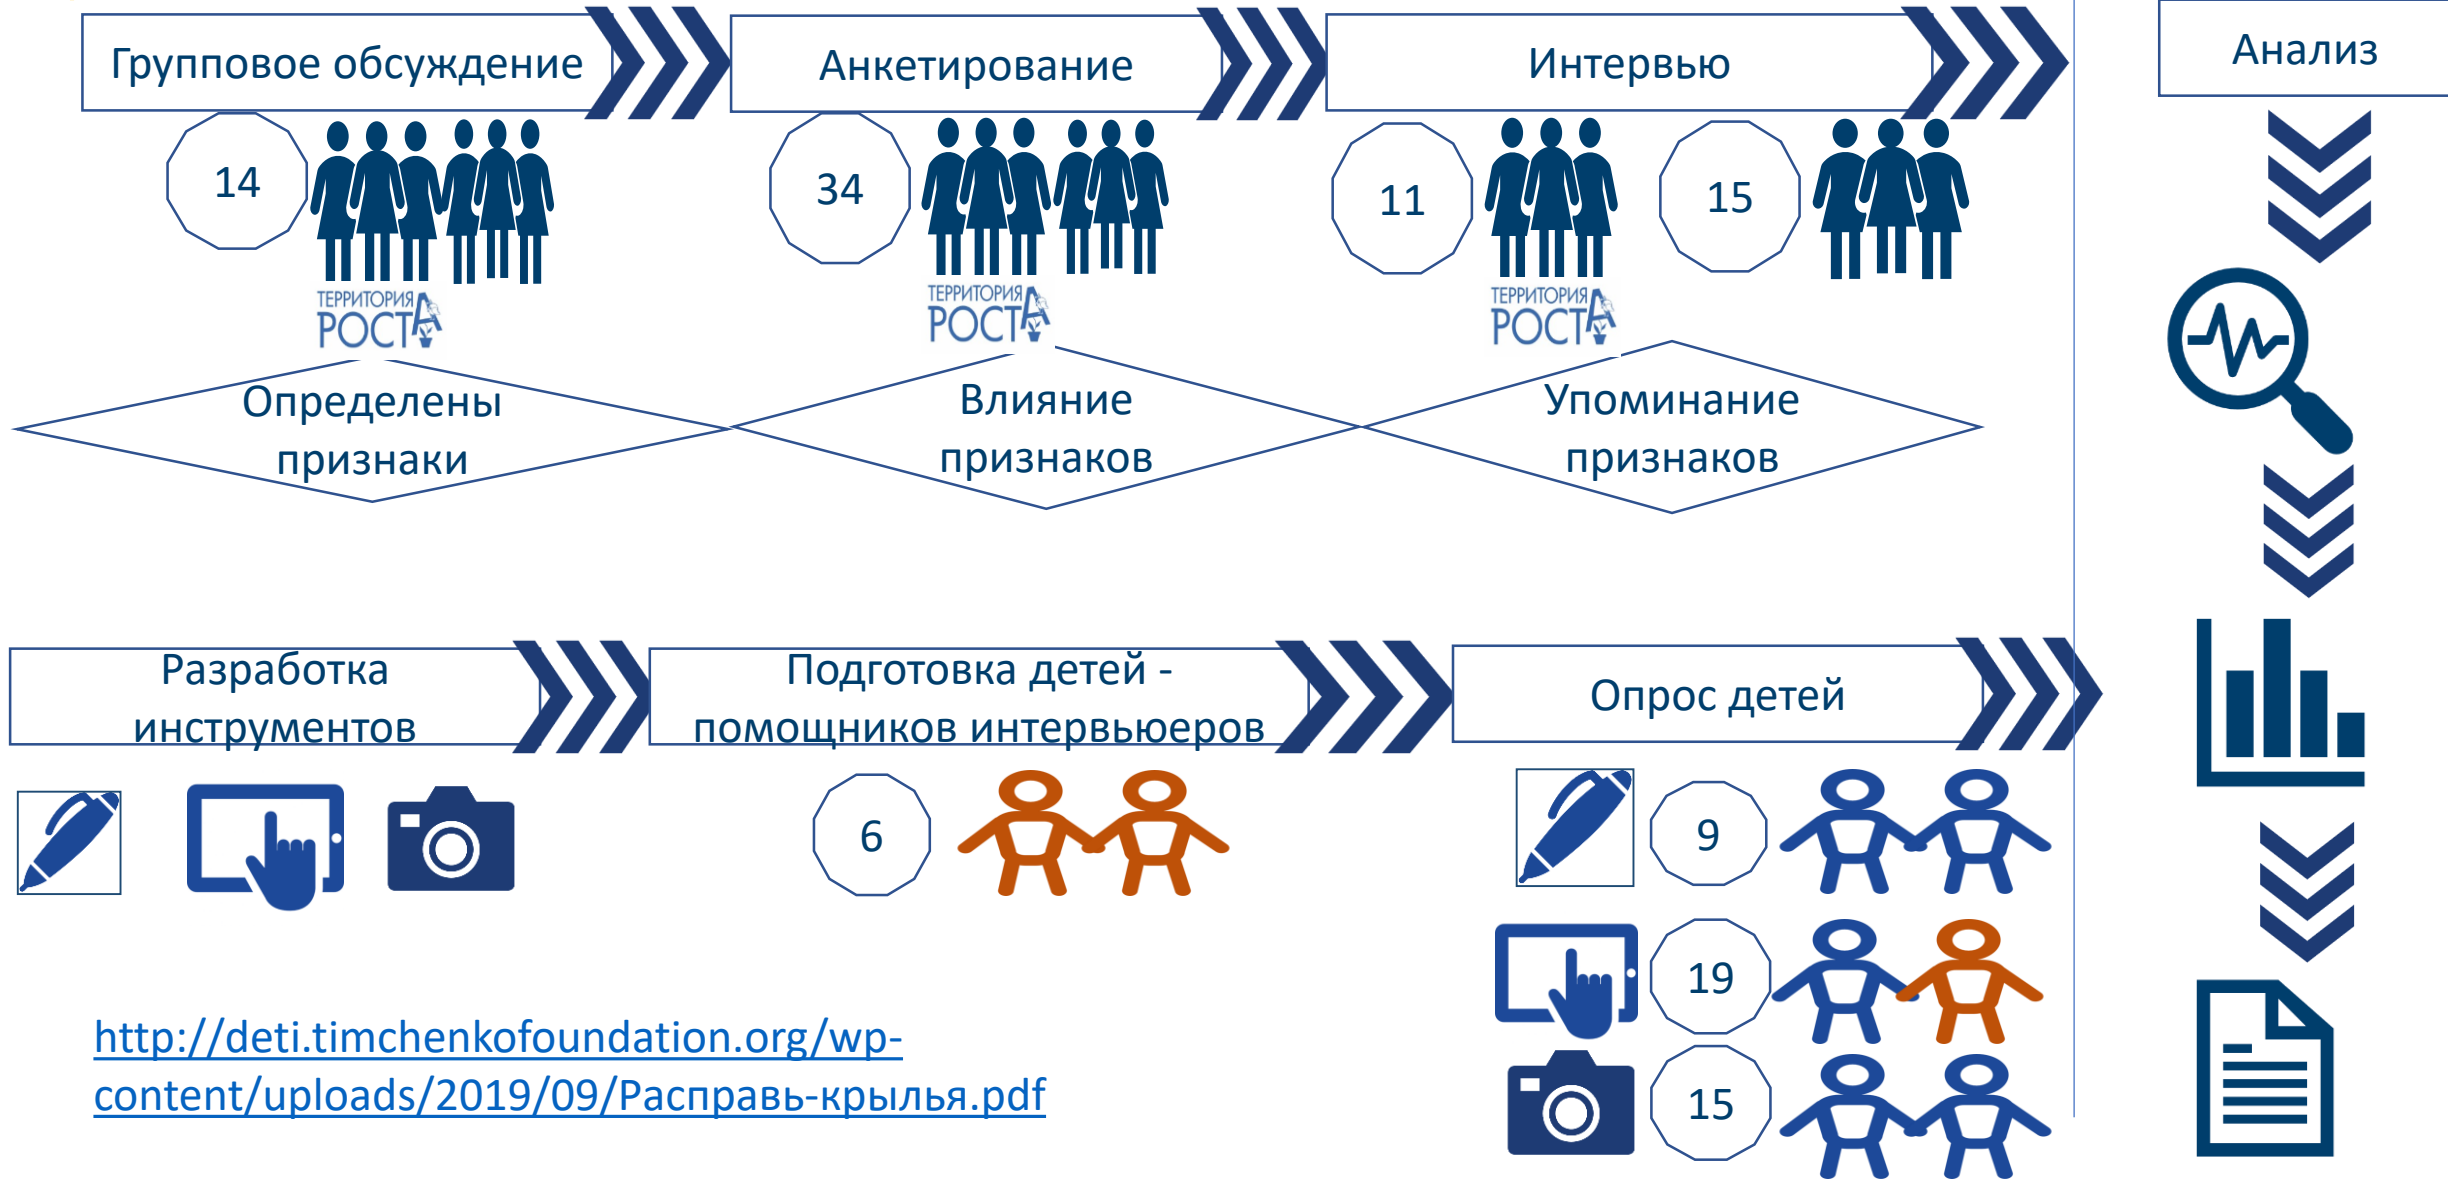 Групповое обсуждение
Анкетирование
Интервью
Анализ
14
34
11
15
ТЕРРИТОРИЯ
РОСТА
ТЕРРИТОРИЯ
РОСТА
ТЕРРИТОРИЯ
РОСТА
Определены
признаки
Влияние
признаков
Упоминание
признаков
Разработка
инструментов
Подготовка детей -
помощников интервьюеров
Опрос детей
6
9
19
15
http://deti.timchenkofoundation.org/wp-
content/uploads/2019/09/Расправь-крылья.pdf